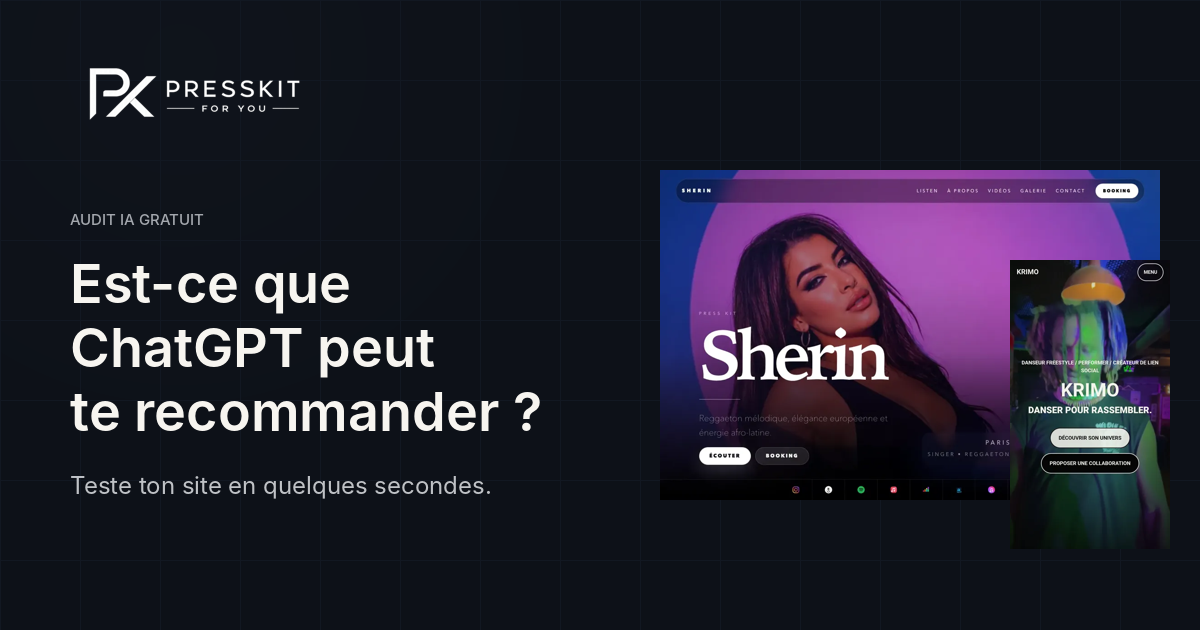 PRESSKIT
FOR YOU
AUDIT IA GRATUIT
Est-ce que
ChatGPT peut
te recommander ?
Teste ton site en quelques secondes.
SHERIN
LISTEN À PROPOS VIDÉOS GALERIE CONTACT BOOKING
PRESS KIT
Sherin
Reggaeton mélodique, élégance européenne et
énergie afro-latine
ÉCOUTER BOOKING
PARIS
SINGER • REGGAETON
KRIMO MENU
DANSEUR FREESTYLE / PERFORMER / CRÉATEUR DE LIEN
SOCIAL
KRIMO
DANSER POUR RASSEMBLER.
DÉCOUVRIR SON UNIVERS
PROPOSER UNE COLLABORATION